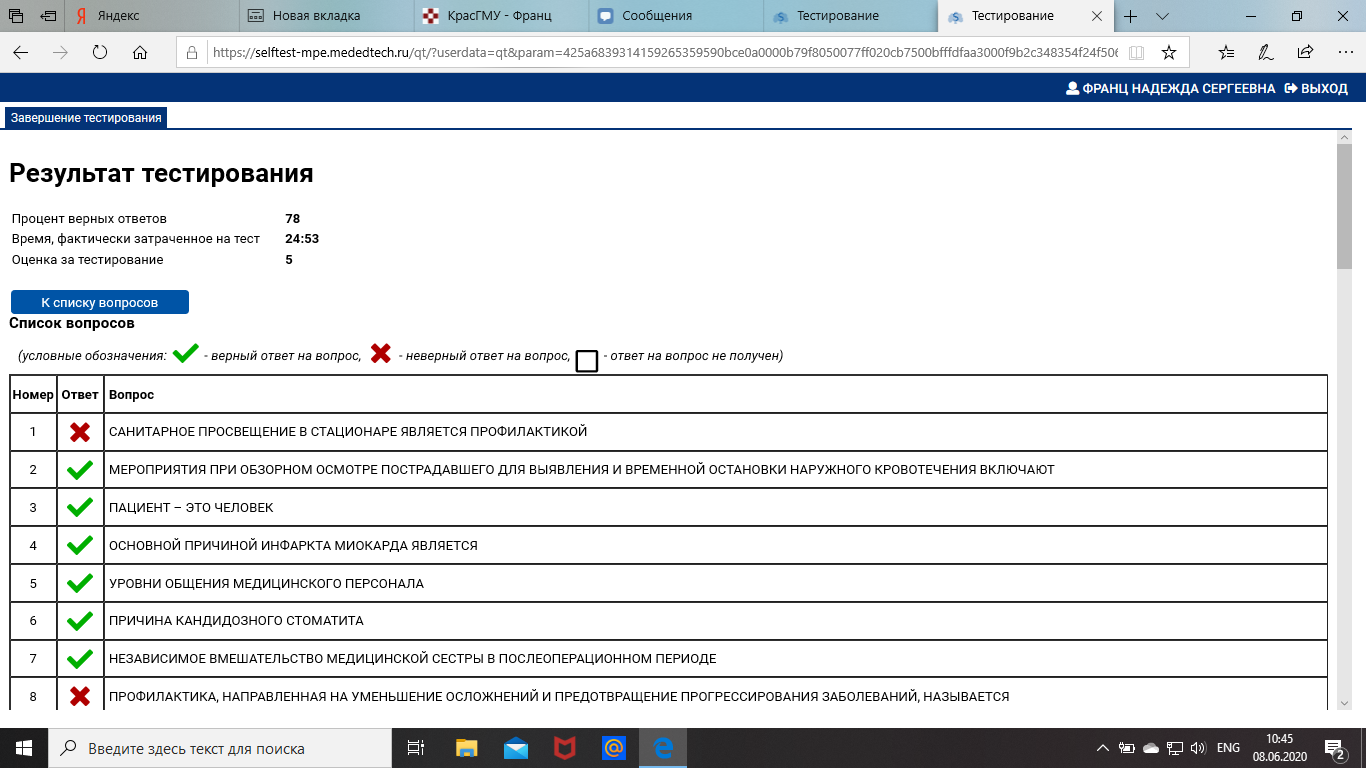 Яндекс
Новая вкладка
КрасГМУ - Франц
Сообщения
Тестирование
Тестирование
https://selftest-mpe.mededtech.ru/qt/?userdata=qt&param=425a6839314159265359590bce0a0000b79f8050077ff020cb7500bfffdfaa3000f9b2c348354f24f506
ФРАНЦ НАДЕЖДА СЕРГЕЕВНА ВЫХОД
Завершение тестирования
Результат тестирования
Процент верных ответов 78
Время, фактически затраченное на тест 24:53
Оценка за тестирование 5
К списку вопросов
Список вопросов
(условные обозначения: - верный ответ на вопрос, - неверный ответ на вопрос, - ответ на вопрос не получен)
Номер Ответ Вопрос
1 САНИТАРНОЕ ПРОСВЕЩЕНИЕ В СТАЦИОНАРЕ ЯВЛЯЕТСЯ ПРОФИЛАКТИКОЙ
2 МЕРОПРИЯТИЯ ПРИ ОБЗОРНОМ ОСМОТРЕ ПОСТРАДАВШЕГО ДЛЯ ВЫЯВЛЕНИЯ И ВРЕМЕННОЙ ОСТАНОВКИ НАРУЖНОГО КРОВОТЕЧЕНИЯ ВКЛЮЧАЮТ
3 ПАЦИЕНТ – ЭТО ЧЕЛОВЕК
4 ОСНОВНОЙ ПРИЧИНОЙ ИНФАРКТА МИОКАРДА ЯВЛЯЕТСЯ
5 УРОВНИ ОБЩЕНИЯ МЕДИЦИНСКОГО ПЕРСОНАЛА
6 ПРИЧИНА КАНДИДОЗНОГО СТОМАТИТА
7 НЕЗАВИСИМОЕ ВМЕШАТЕЛЬСТВО МЕДИЦИНСКОЙ СЕСТРЫ В ПОСЛЕОПЕРАЦИОННОМ ПЕРИОДЕ
8 ПРОФИЛАКТИКА, НАПРАВЛЕННАЯ НА УМЕНЬШЕНИЕ ОСЛОЖНЕНИЙ И ПРЕДОТВРАЩЕНИЕ ПРОГРЕССИРОВАНИЯ ЗАБОЛЕВАНИЙ, НАЗЫВАЕТСЯ
Введите здесь текст для поиска
ENG
10:45
08.06.2020
2